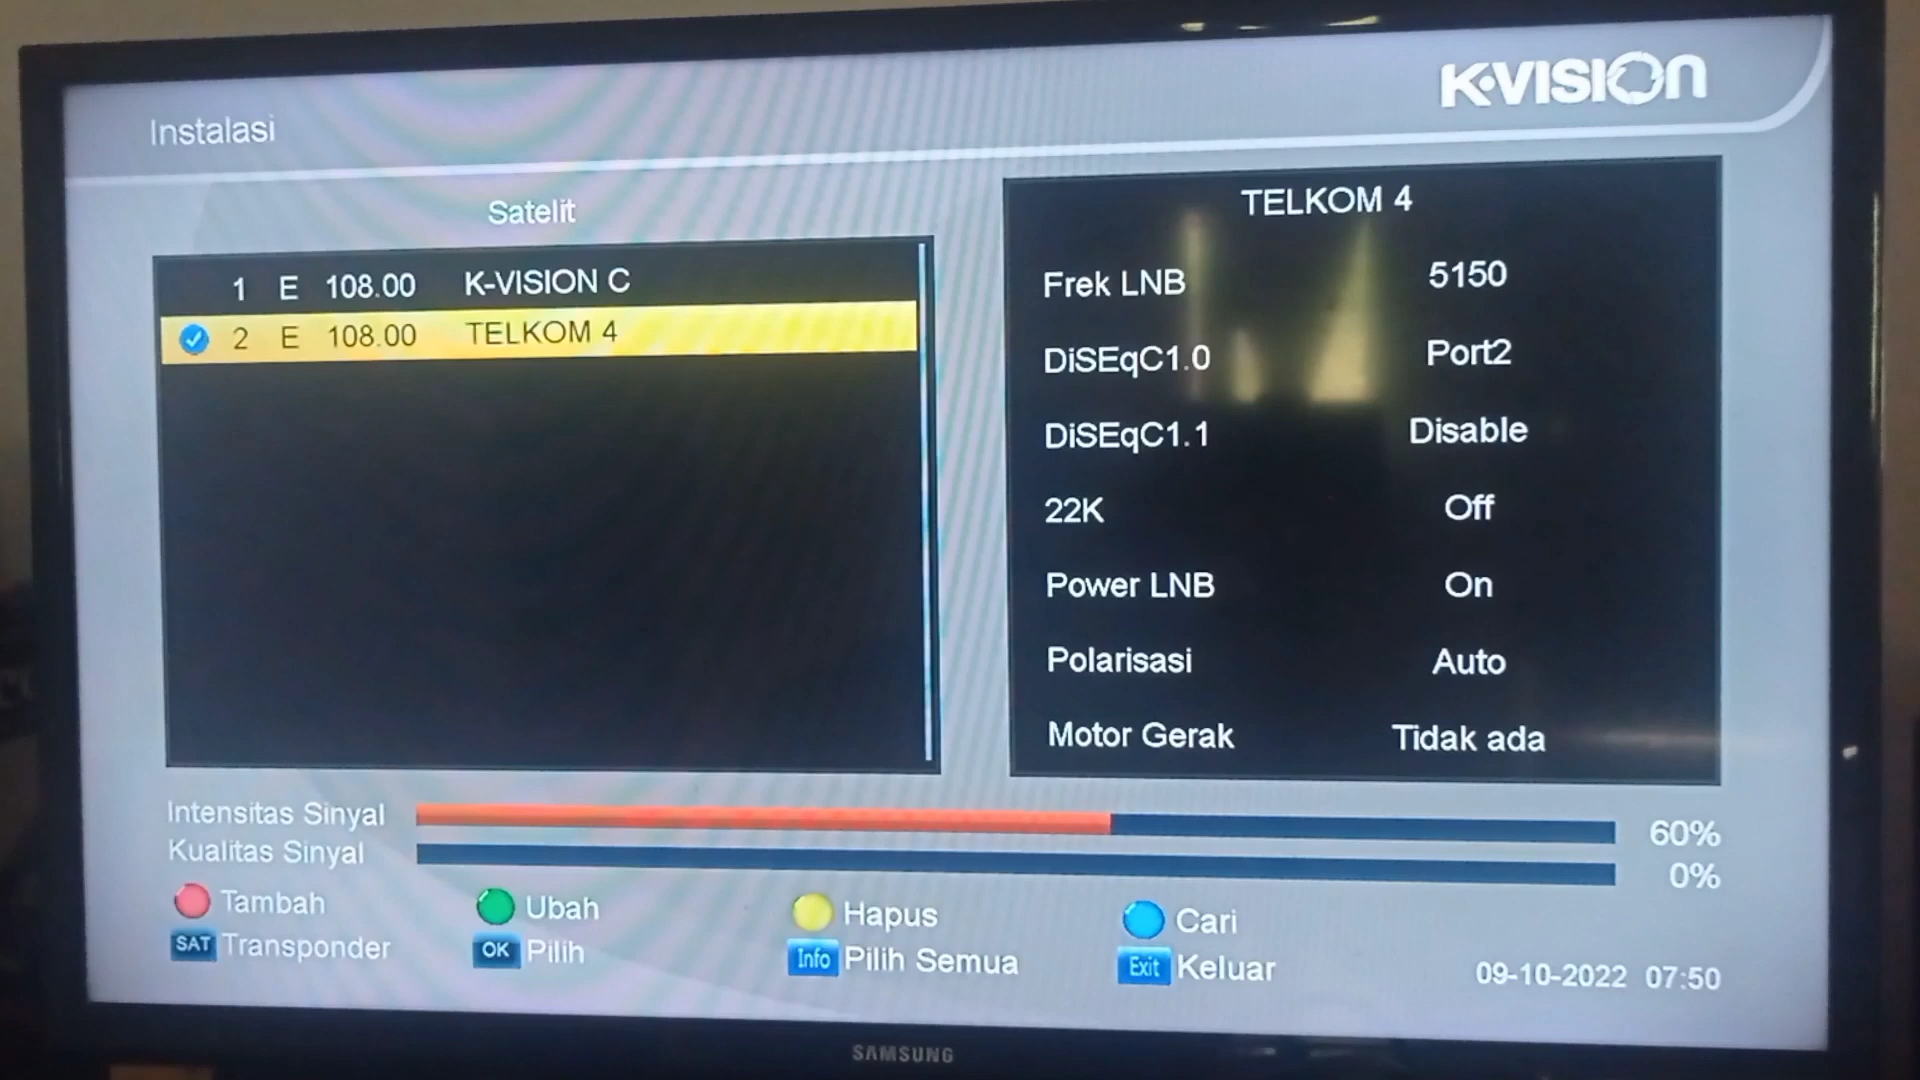 K-VISION
Instalasi
Satelit
1 E 108.00 K-VISION C
2 E 108.00 TELKOM 4
TELKOM 4
Frek LNB 5150
DiSEqC1.0 Port2
DiSEqC1.1 Disable
22K Off
Power LNB On
Polarisasi Auto
Motor Gerak Tidak ada
Intensitas Sinyal 60%
Kualitas Sinyal 0%
Tambah Ubah Hapus Cari
SAT Transponder OK Pilih Info Pilih Semua Exit Keluar
09-10-2022 07:50
SAMSUNG